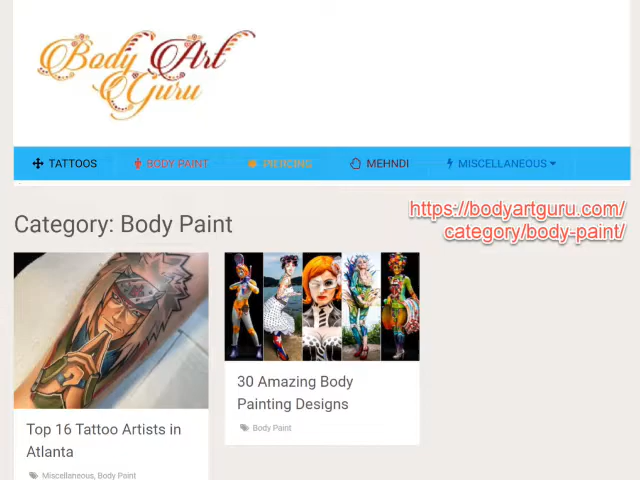 Body Art
Guru
TATTOOS
BODY PAINT
PIERCING
MEHNDI
MISCELLANEOUS
https://bodyartguru.com/
category/body-paint/
Category: Body Paint
30 Amazing Body
Painting Designs
Body Paint
Top 16 Tattoo Artists in
Atlanta
Miscellaneous, Body Paint